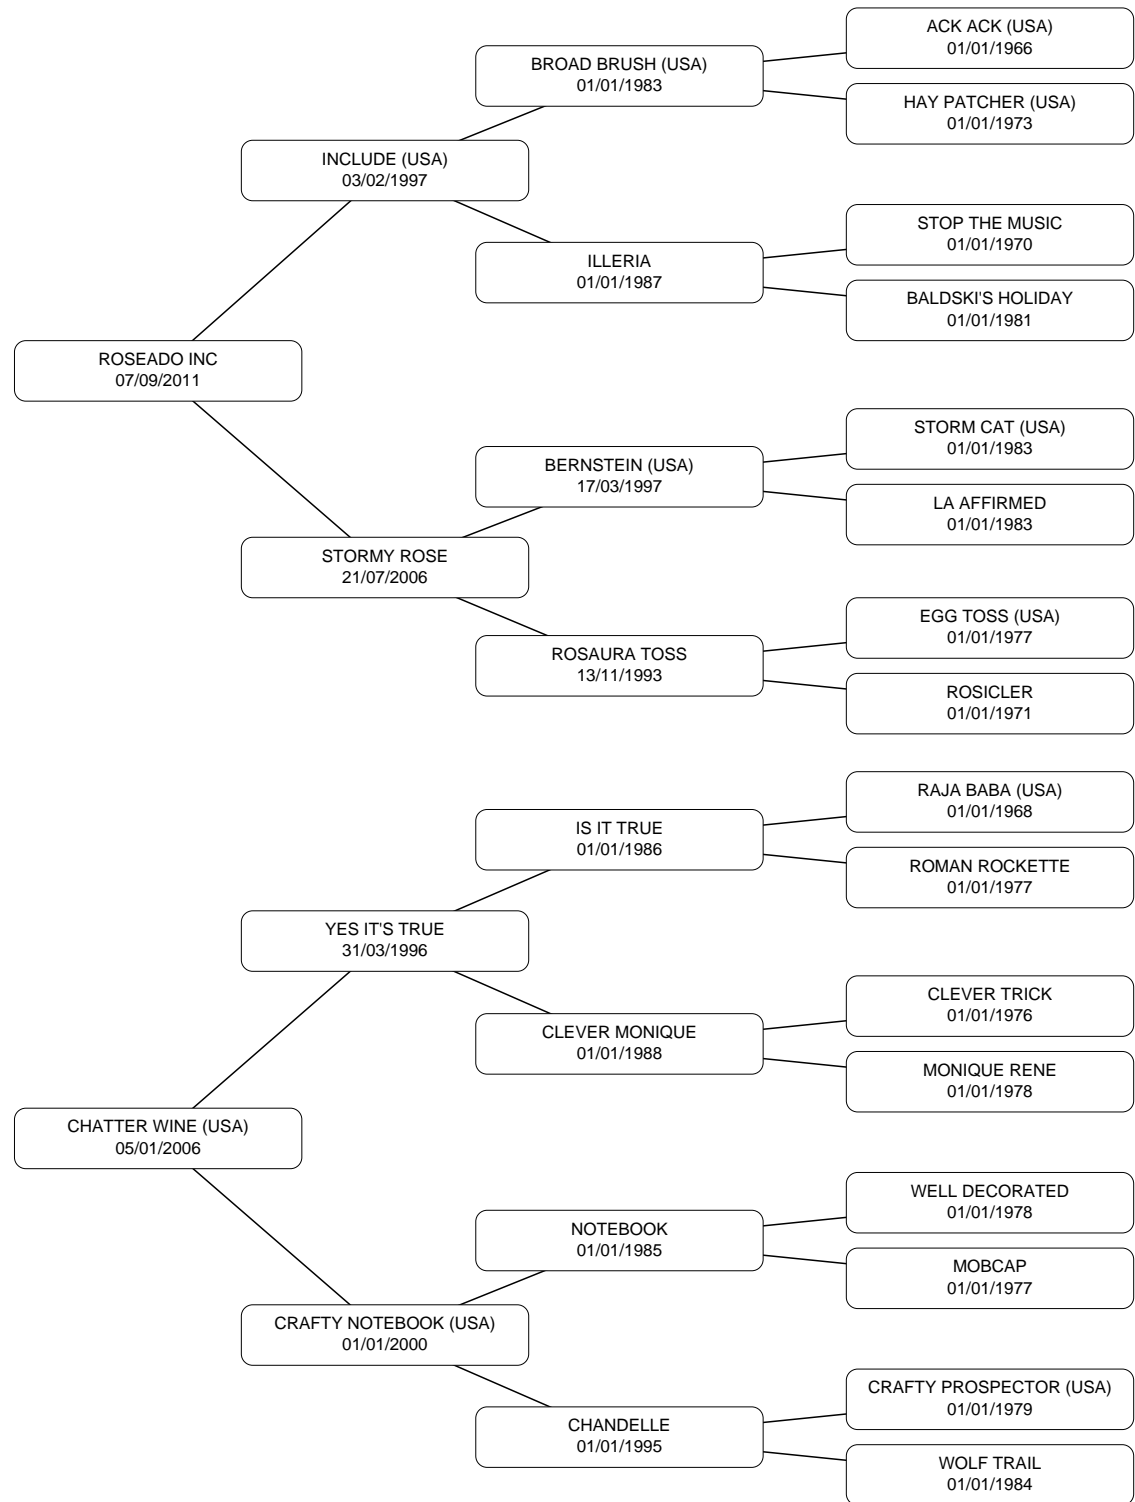 ACK ACK (USA)
01/01/1966
BROAD BRUSH (USA)
01/01/1983
HAY PATCHER (USA)
01/01/1973
INCLUDE (USA)
03/02/1997
STOP THE MUSIC
01/01/1970
ILLERIA
01/01/1987
BALDSKI'S HOLIDAY
01/01/1981
ROSEADO INC
07/09/2011
STORM CAT (USA)
01/01/1983
BERNSTEIN (USA)
17/03/1997
LA AFFIRMED
01/01/1983
STORMY ROSE
21/07/2006
EGG TOSS (USA)
01/01/1977
ROSAURA TOSS
13/11/1993
ROSICLER
01/01/1971
RAJA BABA (USA)
01/01/1968
IS IT TRUE
01/01/1986
ROMAN ROCKETTE
01/01/1977
YES IT'S TRUE
31/03/1996
CLEVER TRICK
01/01/1976
CLEVER MONIQUE
01/01/1988
MONIQUE RENE
01/01/1978
CHATTER WINE (USA)
05/01/2006
WELL DECORATED
01/01/1978
NOTEBOOK
01/01/1985
MOBCAP
01/01/1977
CRAFTY NOTEBOOK (USA)
01/01/2000
CRAFTY PROSPECTOR (USA)
01/01/1979
CHANDELLE
01/01/1995
WOLF TRAIL
01/01/1984